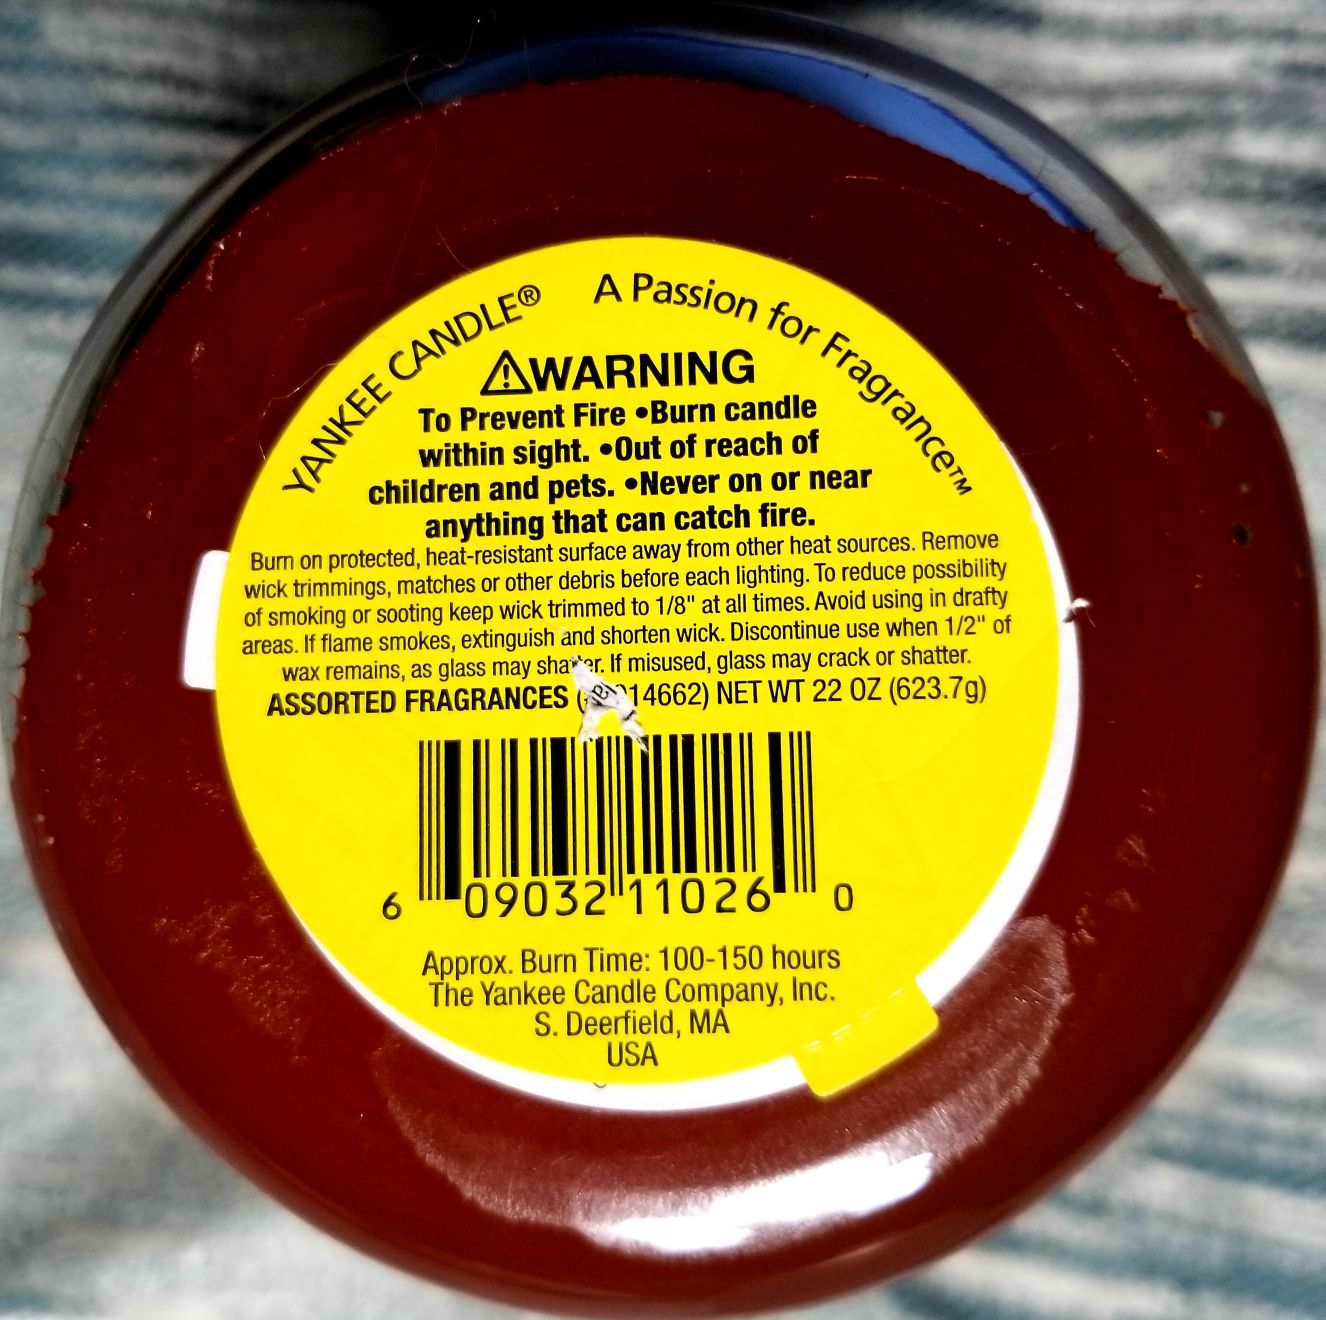 YANKEE CANDLE® A Passion for Fragrance™
⚠WARNING
To Prevent Fire •Burn candle
within sight. •Out of reach of
children and pets. •Never on or near
anything that can catch fire.
Burn on protected, heat-resistant surface away from other heat sources. Remove
wick trimmings, matches or other debris before each lighting. To reduce possibility
of smoking or sooting keep wick trimmed to 1/8" at all times. Avoid using in drafty
areas. If flame smokes, extinguish and shorten wick. Discontinue use when 1/2" of
wax remains, as glass may shatter. If misused, glass may crack or shatter.
ASSORTED FRAGRANCES 14662) NET WT 22 OZ (623.7g)
6 09032 11026 0
Approx. Burn Time: 100-150 hours
The Yankee Candle Company, Inc.
S. Deerfield, MA
USA